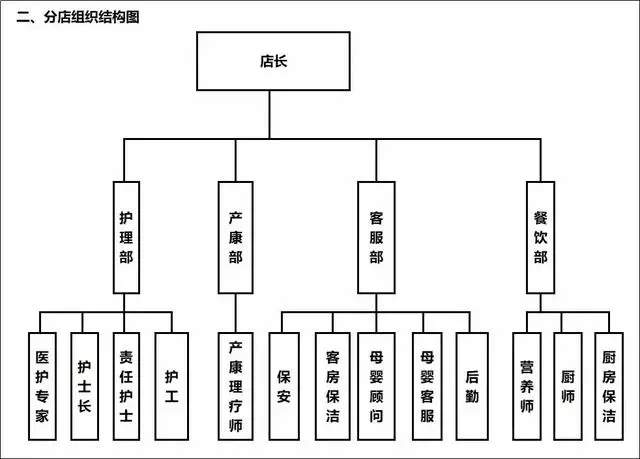 二、分店组织结构图
店长
护理部
产康部
客服部
餐饮部
医护专家
护士长
责任护士
护工
产康理疗师
保安
客房保洁
母婴顾问
母婴客服
后勤
营养师
厨师
厨房保洁